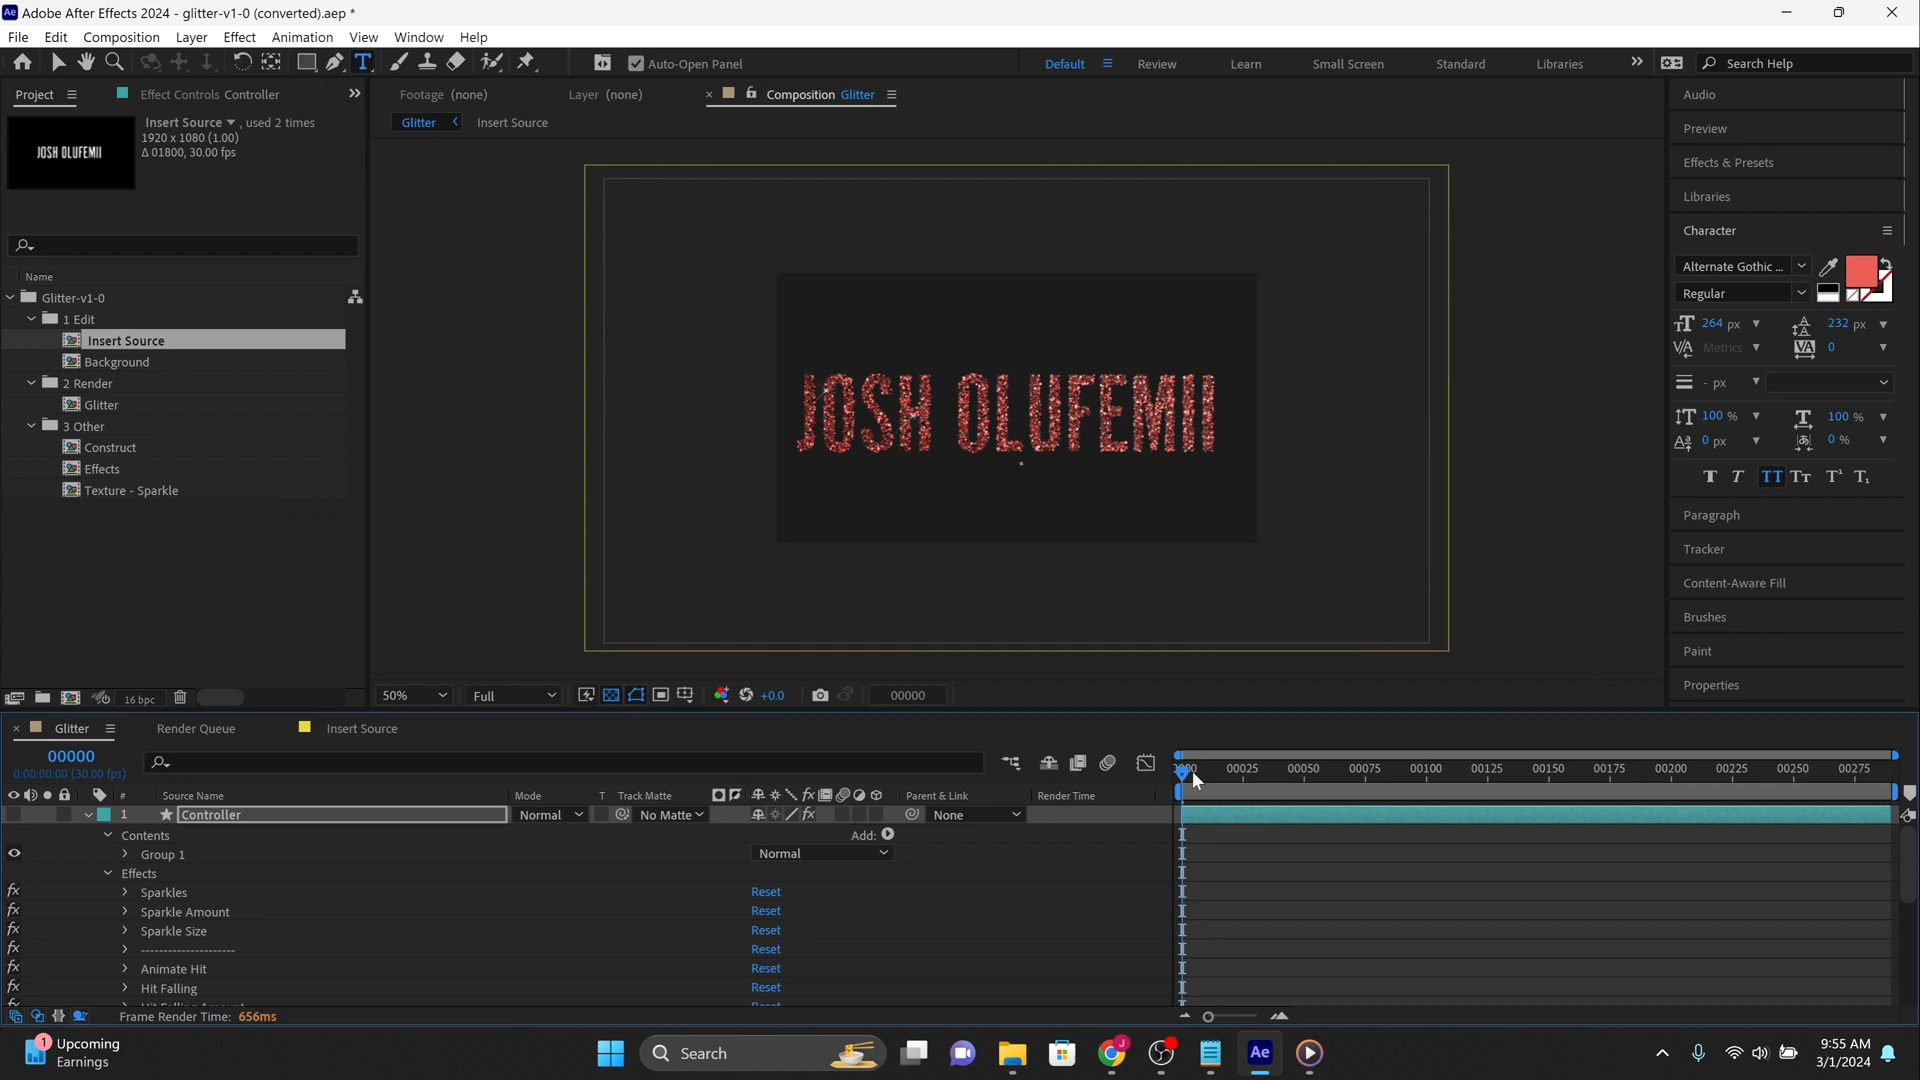 Adobe After Effects 2024 - glitter-v1-0 (converted).aep *
File Edit Composition Layer Effect Animation View Window Help
Auto-Open Panel Default Review Learn Small Screen Standard Libraries Search Help
Project Effect Controls Controller
Footage (none) Layer (none) Composition Glitter
Glitter Insert Source
Insert Source , used 2 times
1920 x 1080 (1.00)
Δ 01800, 30.00 fps
JOSH OLUFEMII
Name
Glitter-v1-0
1 Edit
Insert Source
Background
2 Render
Glitter
3 Other
Construct
Effects
Texture - Sparkle
16 bpc
JOSH OLUFEMII
50% Full +0.0 00000
Audio
Preview
Effects & Presets
Libraries
Character
Alternate Gothic ...
Regular
264 px 232 px
Metrics 0
- px
100 % 100 %
0 px 0 %
Paragraph
Tracker
Content-Aware Fill
Brushes
Paint
Properties
Glitter Render Queue Insert Source
00000
0:00:00:00 (30.00 fps)
00025 00050 00075 00100 00125 00150 00175 00200 00225 00250 00275
# Source Name Mode T Track Matte Parent & Link Render Time
1 Controller Normal No Matte None
Contents Add:
Group 1 Normal
Effects
Sparkles Reset
Sparkle Amount Reset
Sparkle Size Reset
--------------------- Reset
Animate Hit Reset
Hit Falling Reset
Frame Render Time: 656ms
1 Upcoming
Earnings
Search
Ae
9:55 AM
3/1/2024